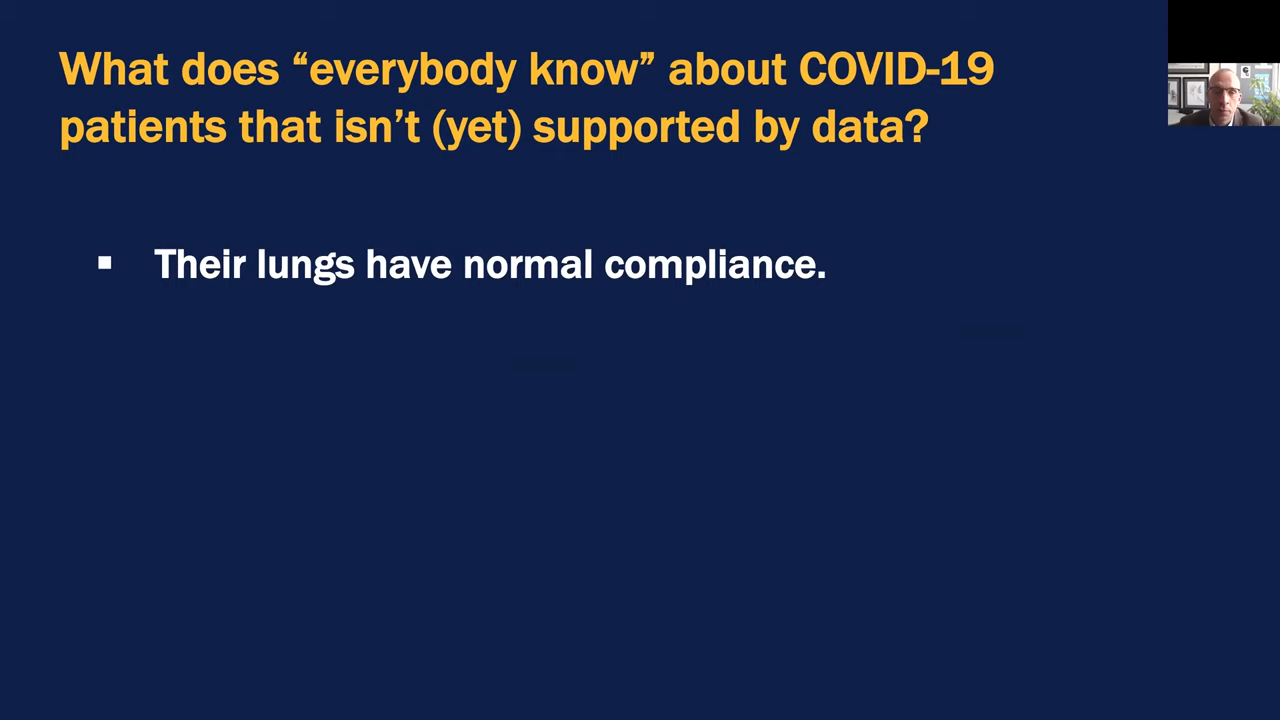 What does “everybody know” about COVID-19
patients that isn’t (yet) supported by data?
▪ Their lungs have normal compliance.